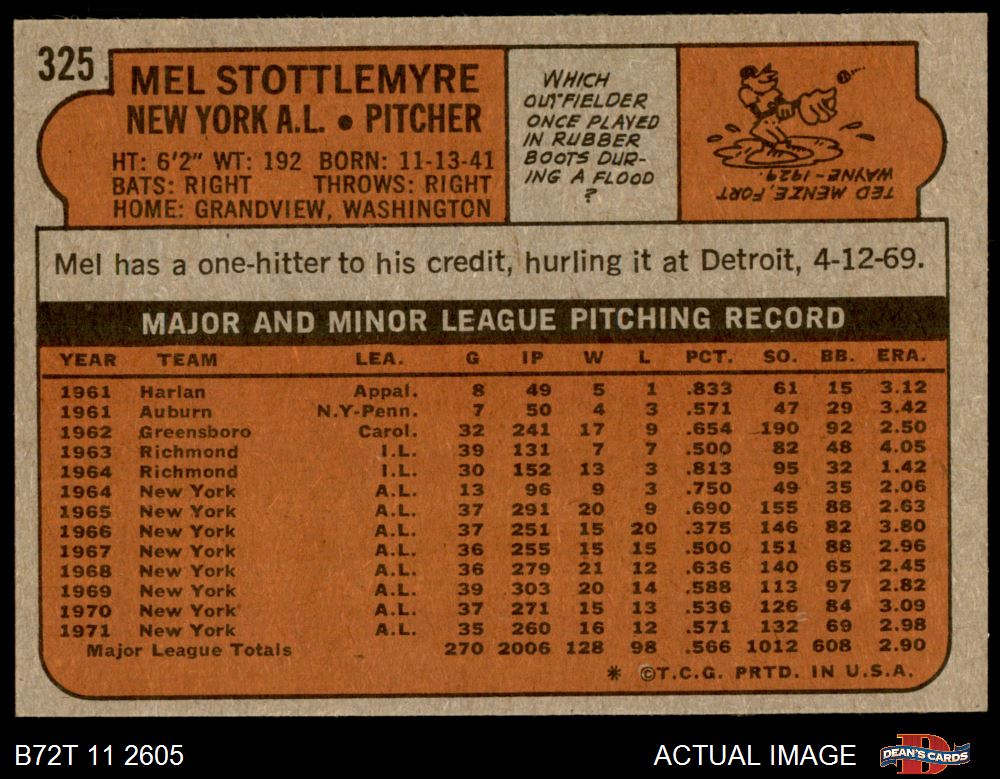 325
MEL STOTTLEMYRE
NEW YORK A.L. • PITCHER
HT: 6'2" WT: 192 BORN: 11-13-41
BATS: RIGHT THROWS: RIGHT
HOME: GRANDVIEW, WASHINGTON
WHICH
OUTFIELDER
ONCE PLAYED
IN RUBBER
BOOTS DUR-
ING A FLOOD
?
TED MENZE, FORT
WAYNE - 1929.
Mel has a one-hitter to his credit, hurling it at Detroit, 4-12-69.
MAJOR AND MINOR LEAGUE PITCHING RECORD
YEAR TEAM LEA. G IP W L PCT. SO. BB. ERA.
1961 Harlan Appal. 8 49 5 1 .833 61 15 3.12
1961 Auburn N.Y-Penn. 7 50 4 3 .571 47 29 3.42
1962 Greensboro Carol. 32 241 17 9 .654 190 92 2.50
1963 Richmond I.L. 39 131 7 7 .500 82 48 4.05
1964 Richmond I.L. 30 152 13 3 .813 95 32 1.42
1964 New York A.L. 13 96 9 3 .750 49 35 2.06
1965 New York A.L. 37 291 20 9 .690 155 88 2.63
1966 New York A.L. 37 251 15 20 .375 146 82 3.80
1967 New York A.L. 36 255 15 15 .500 151 88 2.96
1968 New York A.L. 36 279 21 12 .636 140 65 2.45
1969 New York A.L. 39 303 20 14 .588 113 97 2.82
1970 New York A.L. 37 271 15 13 .536 126 84 3.09
1971 New York A.L. 35 260 16 12 .571 132 69 2.98
Major League Totals 270 2006 128 98 .566 1012 608 2.90
* ©T.C.G. PRTD. IN U.S.A.
B72T 11 2605
ACTUAL IMAGE
DEAN'S CARDS